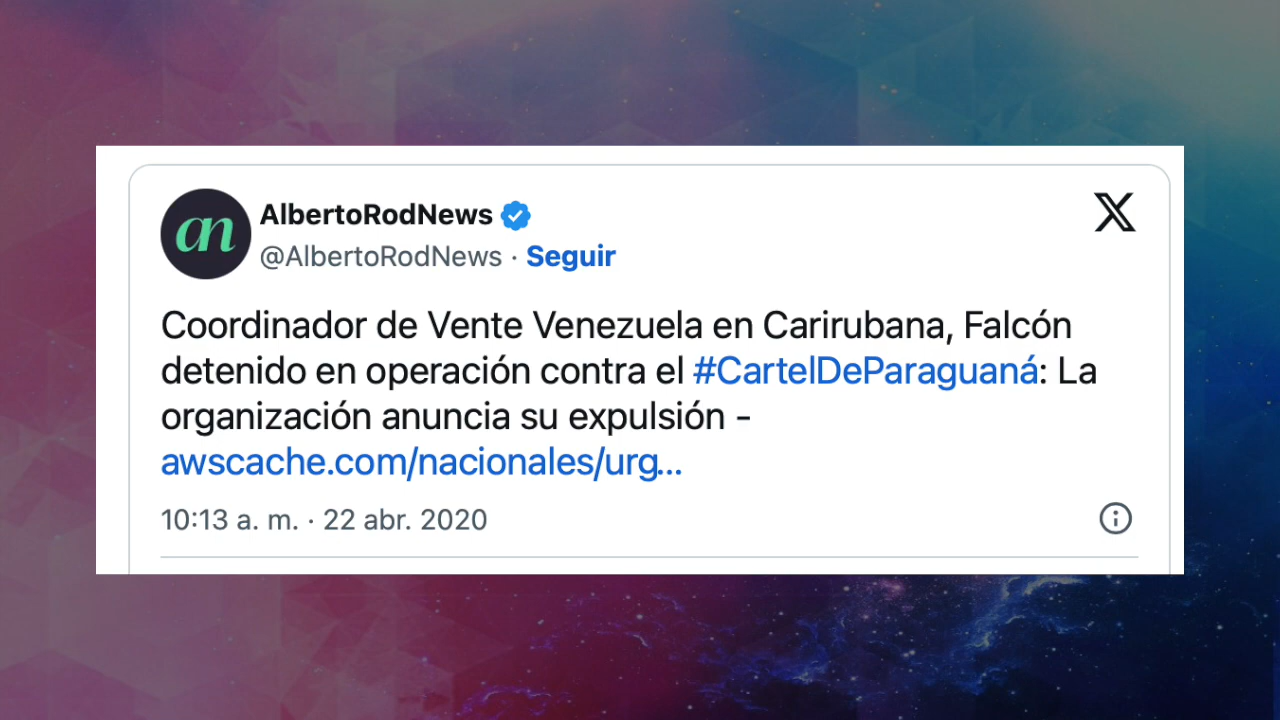 an
AlbertoRodNews
@AlbertoRodNews · Seguir
Coordinador de Vente Venezuela en Carirubana, Falcón
detenido en operación contra el #CartelDeParaguaná: La
organización anuncia su expulsión -
awscache.com/nacionales/urg...
10:13 a. m. · 22 abr. 2020